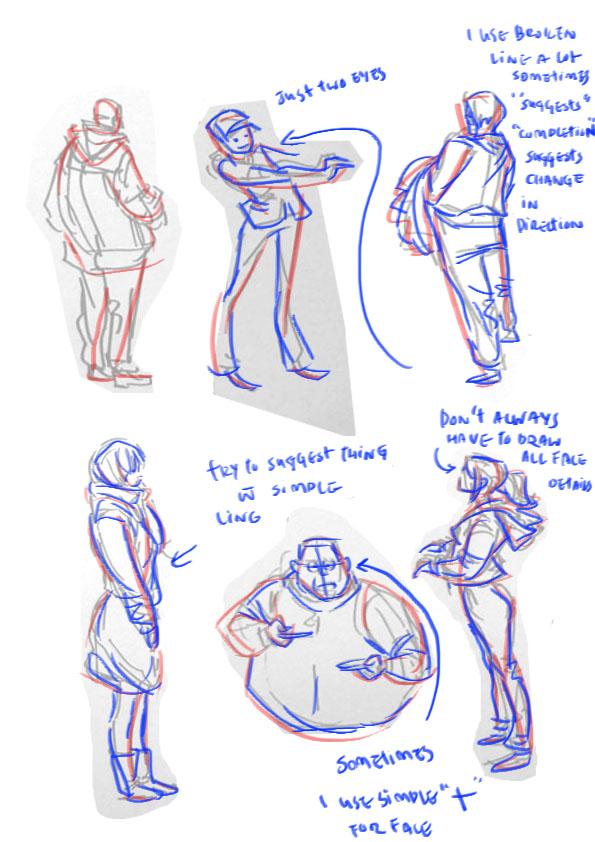 JUST TWO EYES
I USE BROKEN
LINE A LOT
SOMETIMES
"SUGGESTS"
"COMPLETION"
SUGGESTS
CHANGE
IN
DIRECTION
TRY TO SUGGEST THING
W SIMPLE
LING
DON'T ALWAYS
HAVE TO DRAW
ALL FACE
DETAILS
SOMETIMES
I USE SIMPLE "+"
FOR FACE